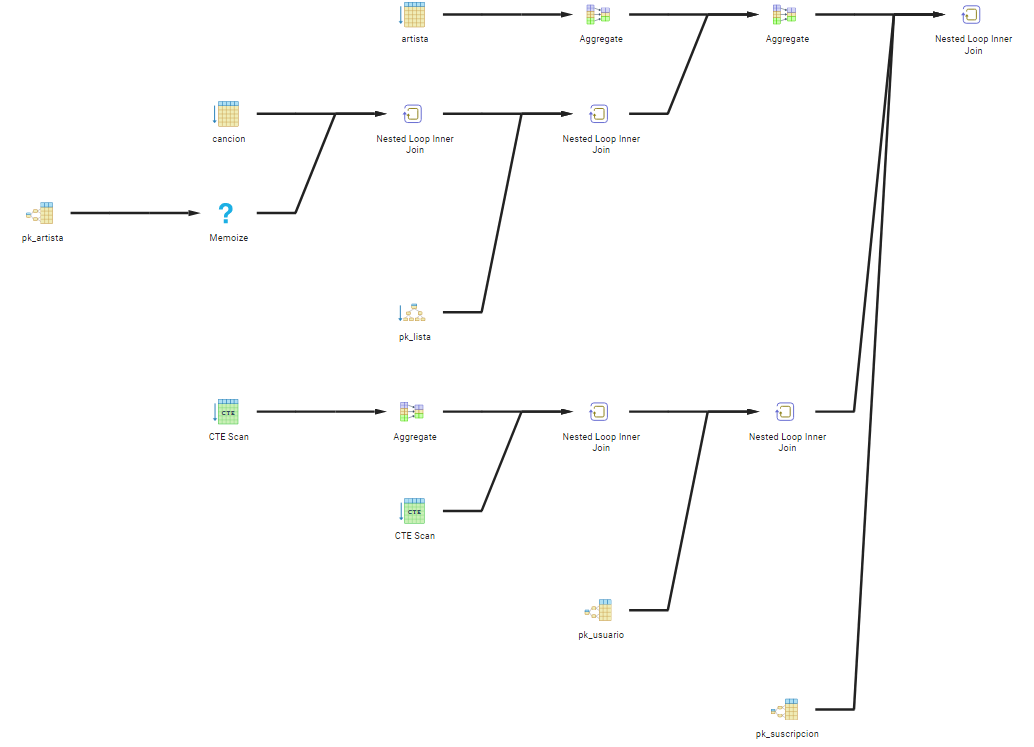 artista
Aggregate
Aggregate
Nested Loop Inner
Join
cancion
Nested Loop Inner
Join
Nested Loop Inner
Join
pk_artista
?
Memoize
pk_lista
CTE
CTE Scan
Aggregate
Nested Loop Inner
Join
Nested Loop Inner
Join
CTE
CTE Scan
pk_usuario
pk_suscripcion